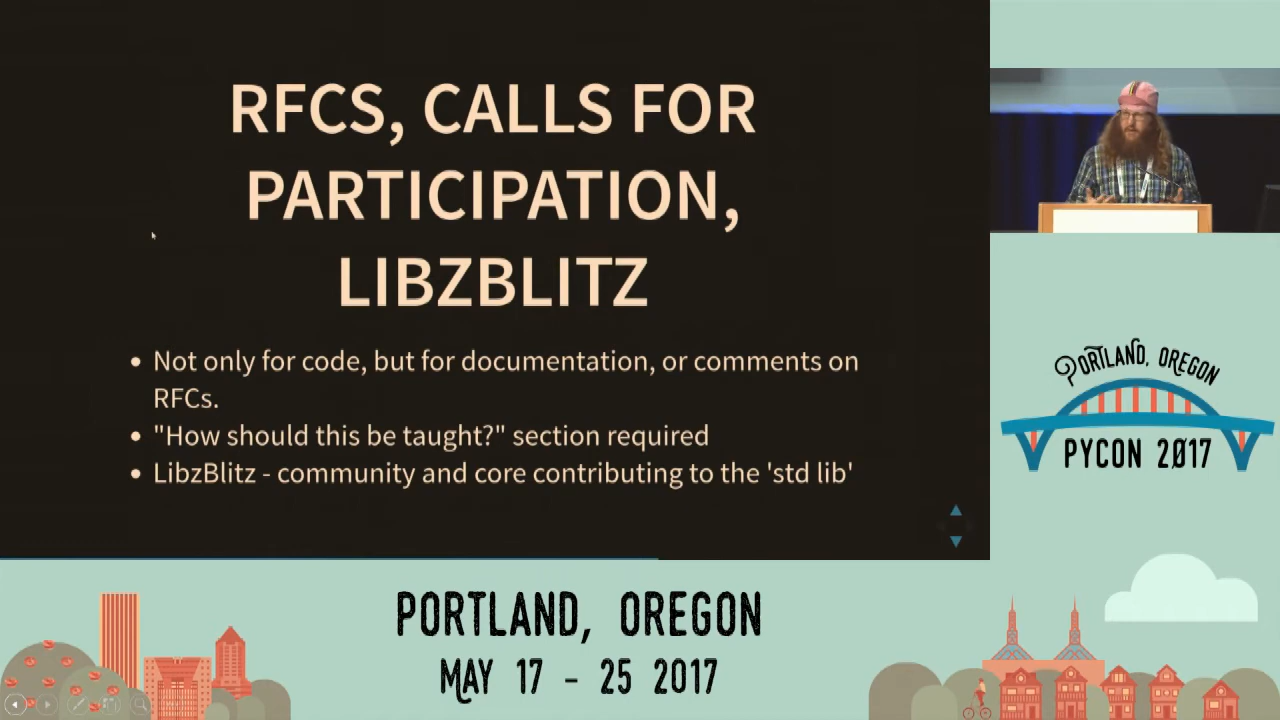 RFCS, CALLS FOR
PARTICIPATION,
LIBZBLITZ
• Not only for code, but for documentation, or comments on
RFCs.
• "How should this be taught?" section required
• LibzBlitz - community and core contributing to the 'std lib'
PORTLAND, OREGON
PYCON 2017
PORTLAND, OREGON
MAY 17 - 25 2017